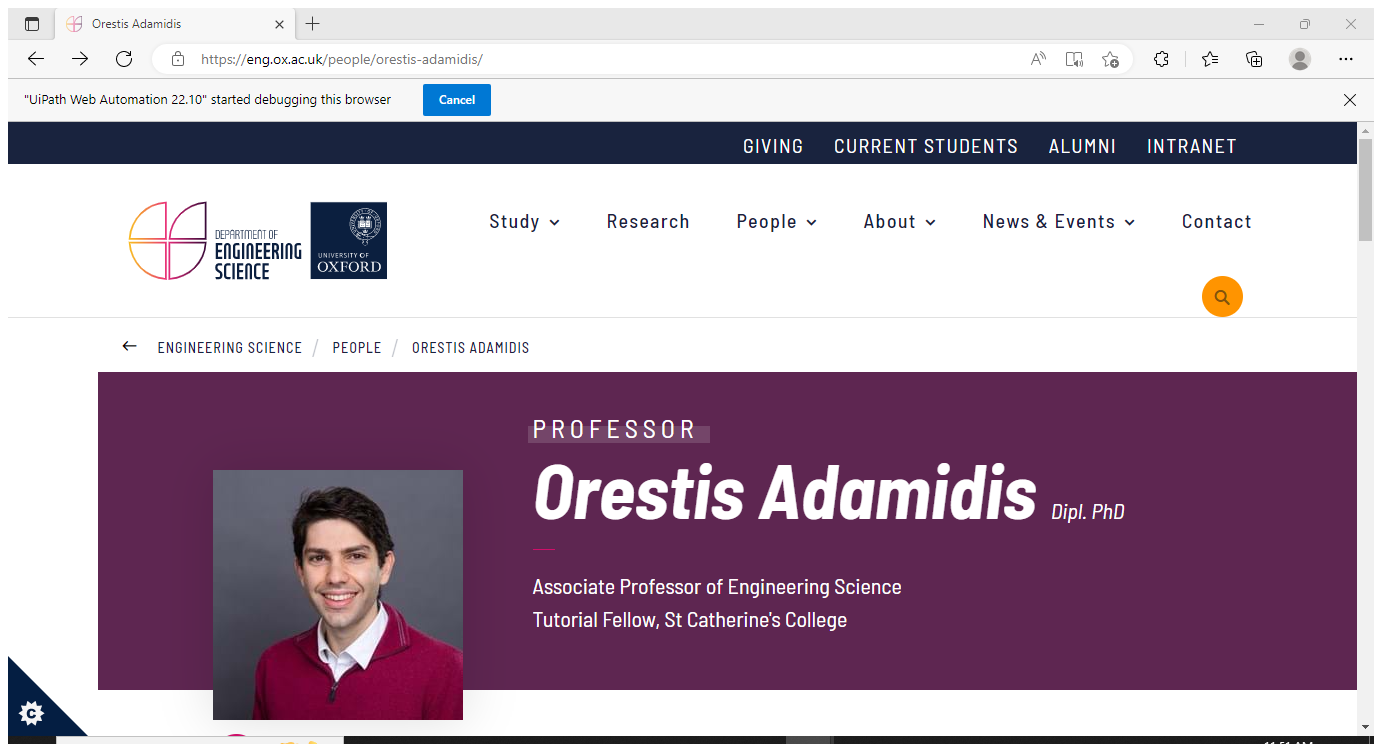 Orestis Adamidis
https://eng.ox.ac.uk/people/orestis-adamidis/
"UiPath Web Automation 22.10" started debugging this browser Cancel
GIVING CURRENT STUDENTS ALUMNI INTRANET
DEPARTMENT OF
ENGINEERING
SCIENCE
UNIVERSITY OF
OXFORD
Study Research People About News & Events Contact
ENGINEERING SCIENCE / PEOPLE / ORESTIS ADAMIDIS
PROFESSOR
Orestis Adamidis Dipl. PhD
Associate Professor of Engineering Science
Tutorial Fellow, St Catherine's College